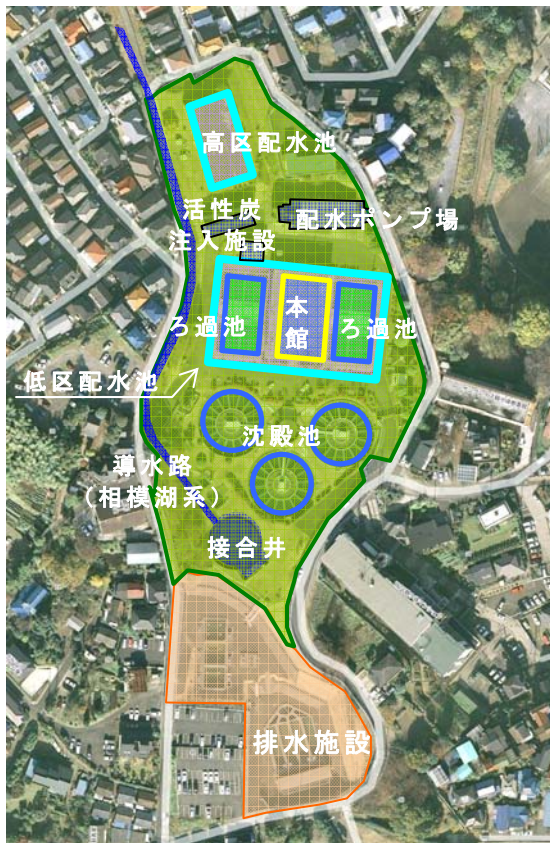 高区配水池
活性炭
注入施設
配水ポンプ場
ろ過池
本
館
ろ過池
低区配水池
沈殿池
導水路
（相模湖系）
接合井
排水施設